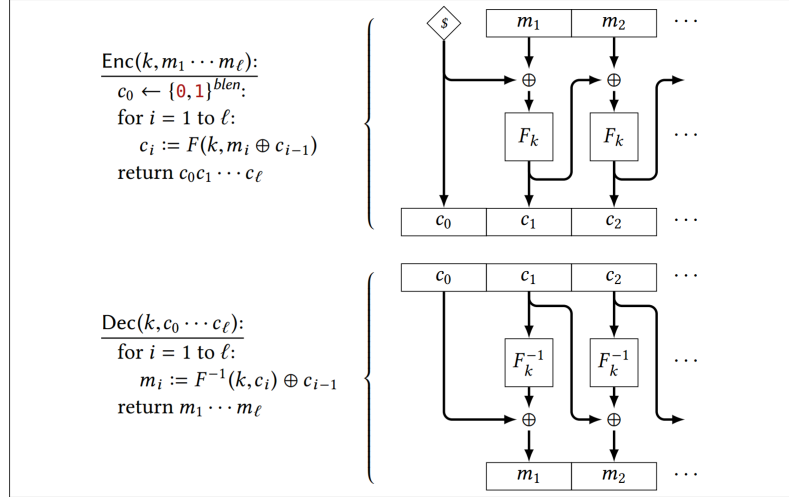 $ m₁ m₂ ···
Enc(k, m₁ ··· mℓ):
c₀ ← {0,1}^blen:
for i = 1 to ℓ:
cᵢ := F(k, mᵢ ⊕ cᵢ₋₁)
return c₀c₁ ··· cℓ
⊕ ⊕
Fₖ Fₖ ···
c₀ c₁ c₂ ···
c₀ c₁ c₂ ···
Dec(k, c₀ ··· cℓ):
for i = 1 to ℓ:
mᵢ := F⁻¹(k, cᵢ) ⊕ cᵢ₋₁
return m₁ ··· mℓ
Fₖ⁻¹ Fₖ⁻¹ ···
⊕ ⊕
m₁ m₂ ···